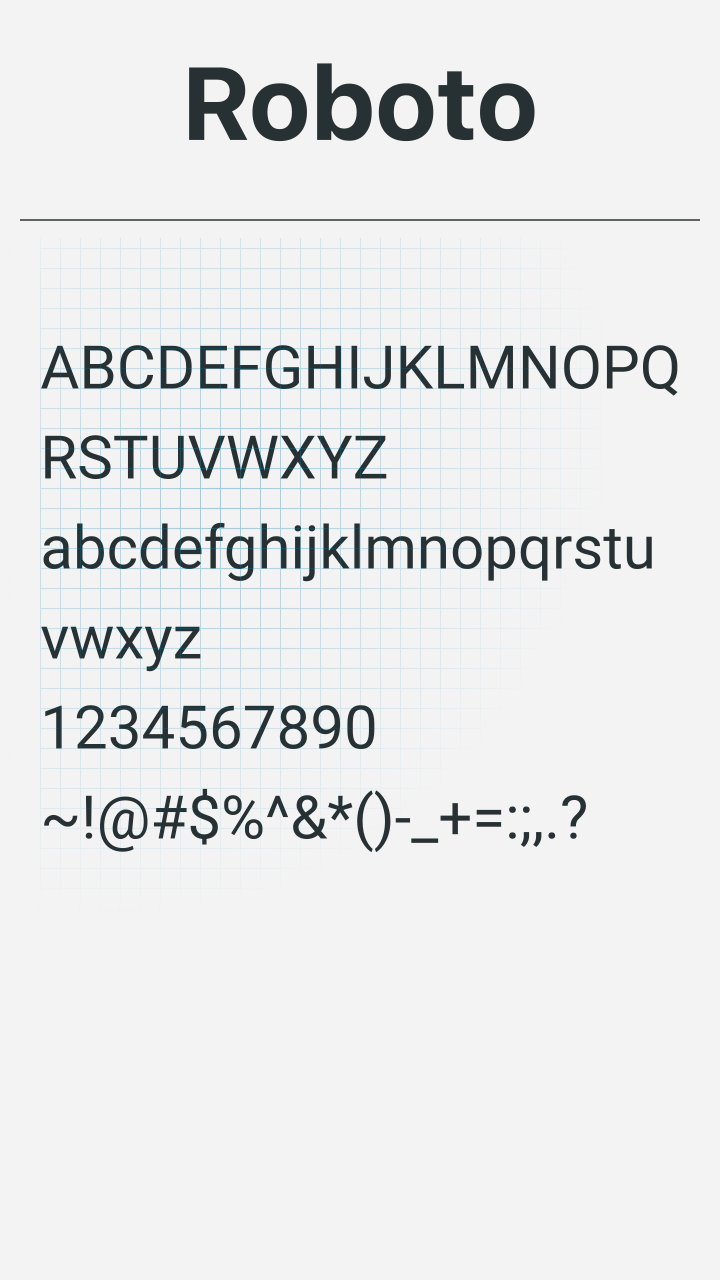 Roboto
ABCDEFGHIJKLMNOPQ
RSTUVWXYZ
abcdefghijklmnopqrstu
vwxyz
1234567890
~!@#$%^&*()-_+=:;,.?